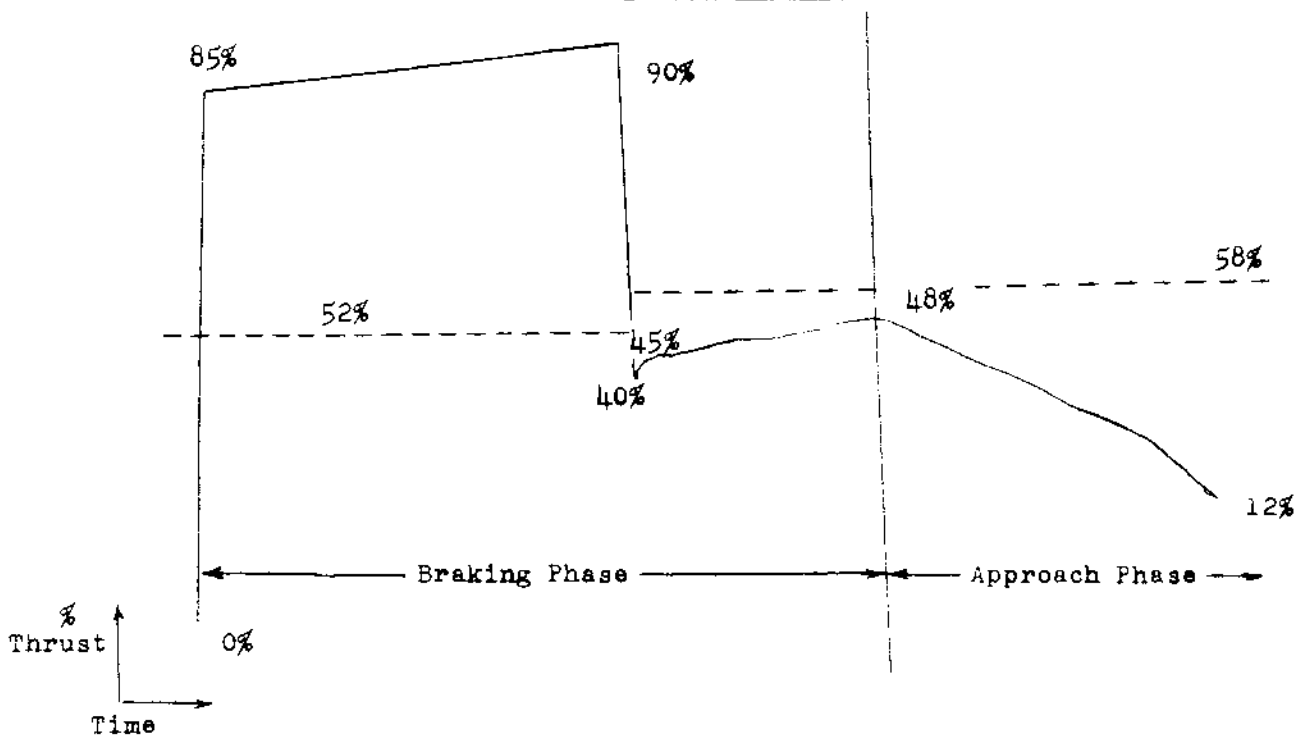 85%
90%
58%
52%
48%
45%
40%
12%
Braking Phase
Approach Phase
%
Thrust
0%
Time